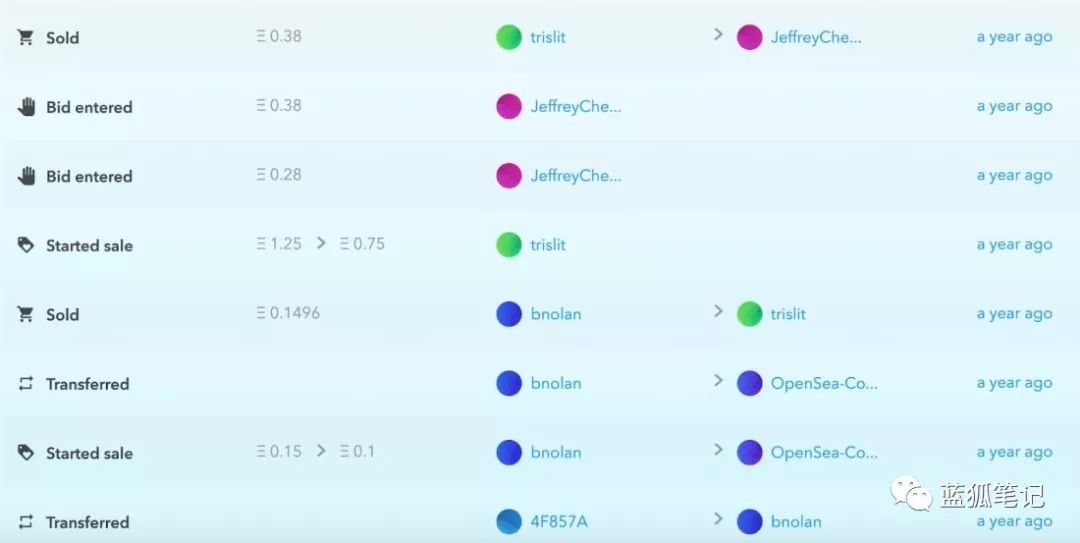 Sold Ξ 0.38 trislit > JeffreyChe... a year ago
Bid entered Ξ 0.38 JeffreyChe... a year ago
Bid entered Ξ 0.28 JeffreyChe... a year ago
Started sale Ξ 1.25 > Ξ 0.75 trislit a year ago
Sold Ξ 0.1496 bnolan > trislit a year ago
Transferred bnolan > OpenSea-Co... a year ago
Started sale Ξ 0.15 > Ξ 0.1 bnolan > OpenSea-Co... a year ago
蓝狐笔记
Transferred 4F857A > bnolan a year ago